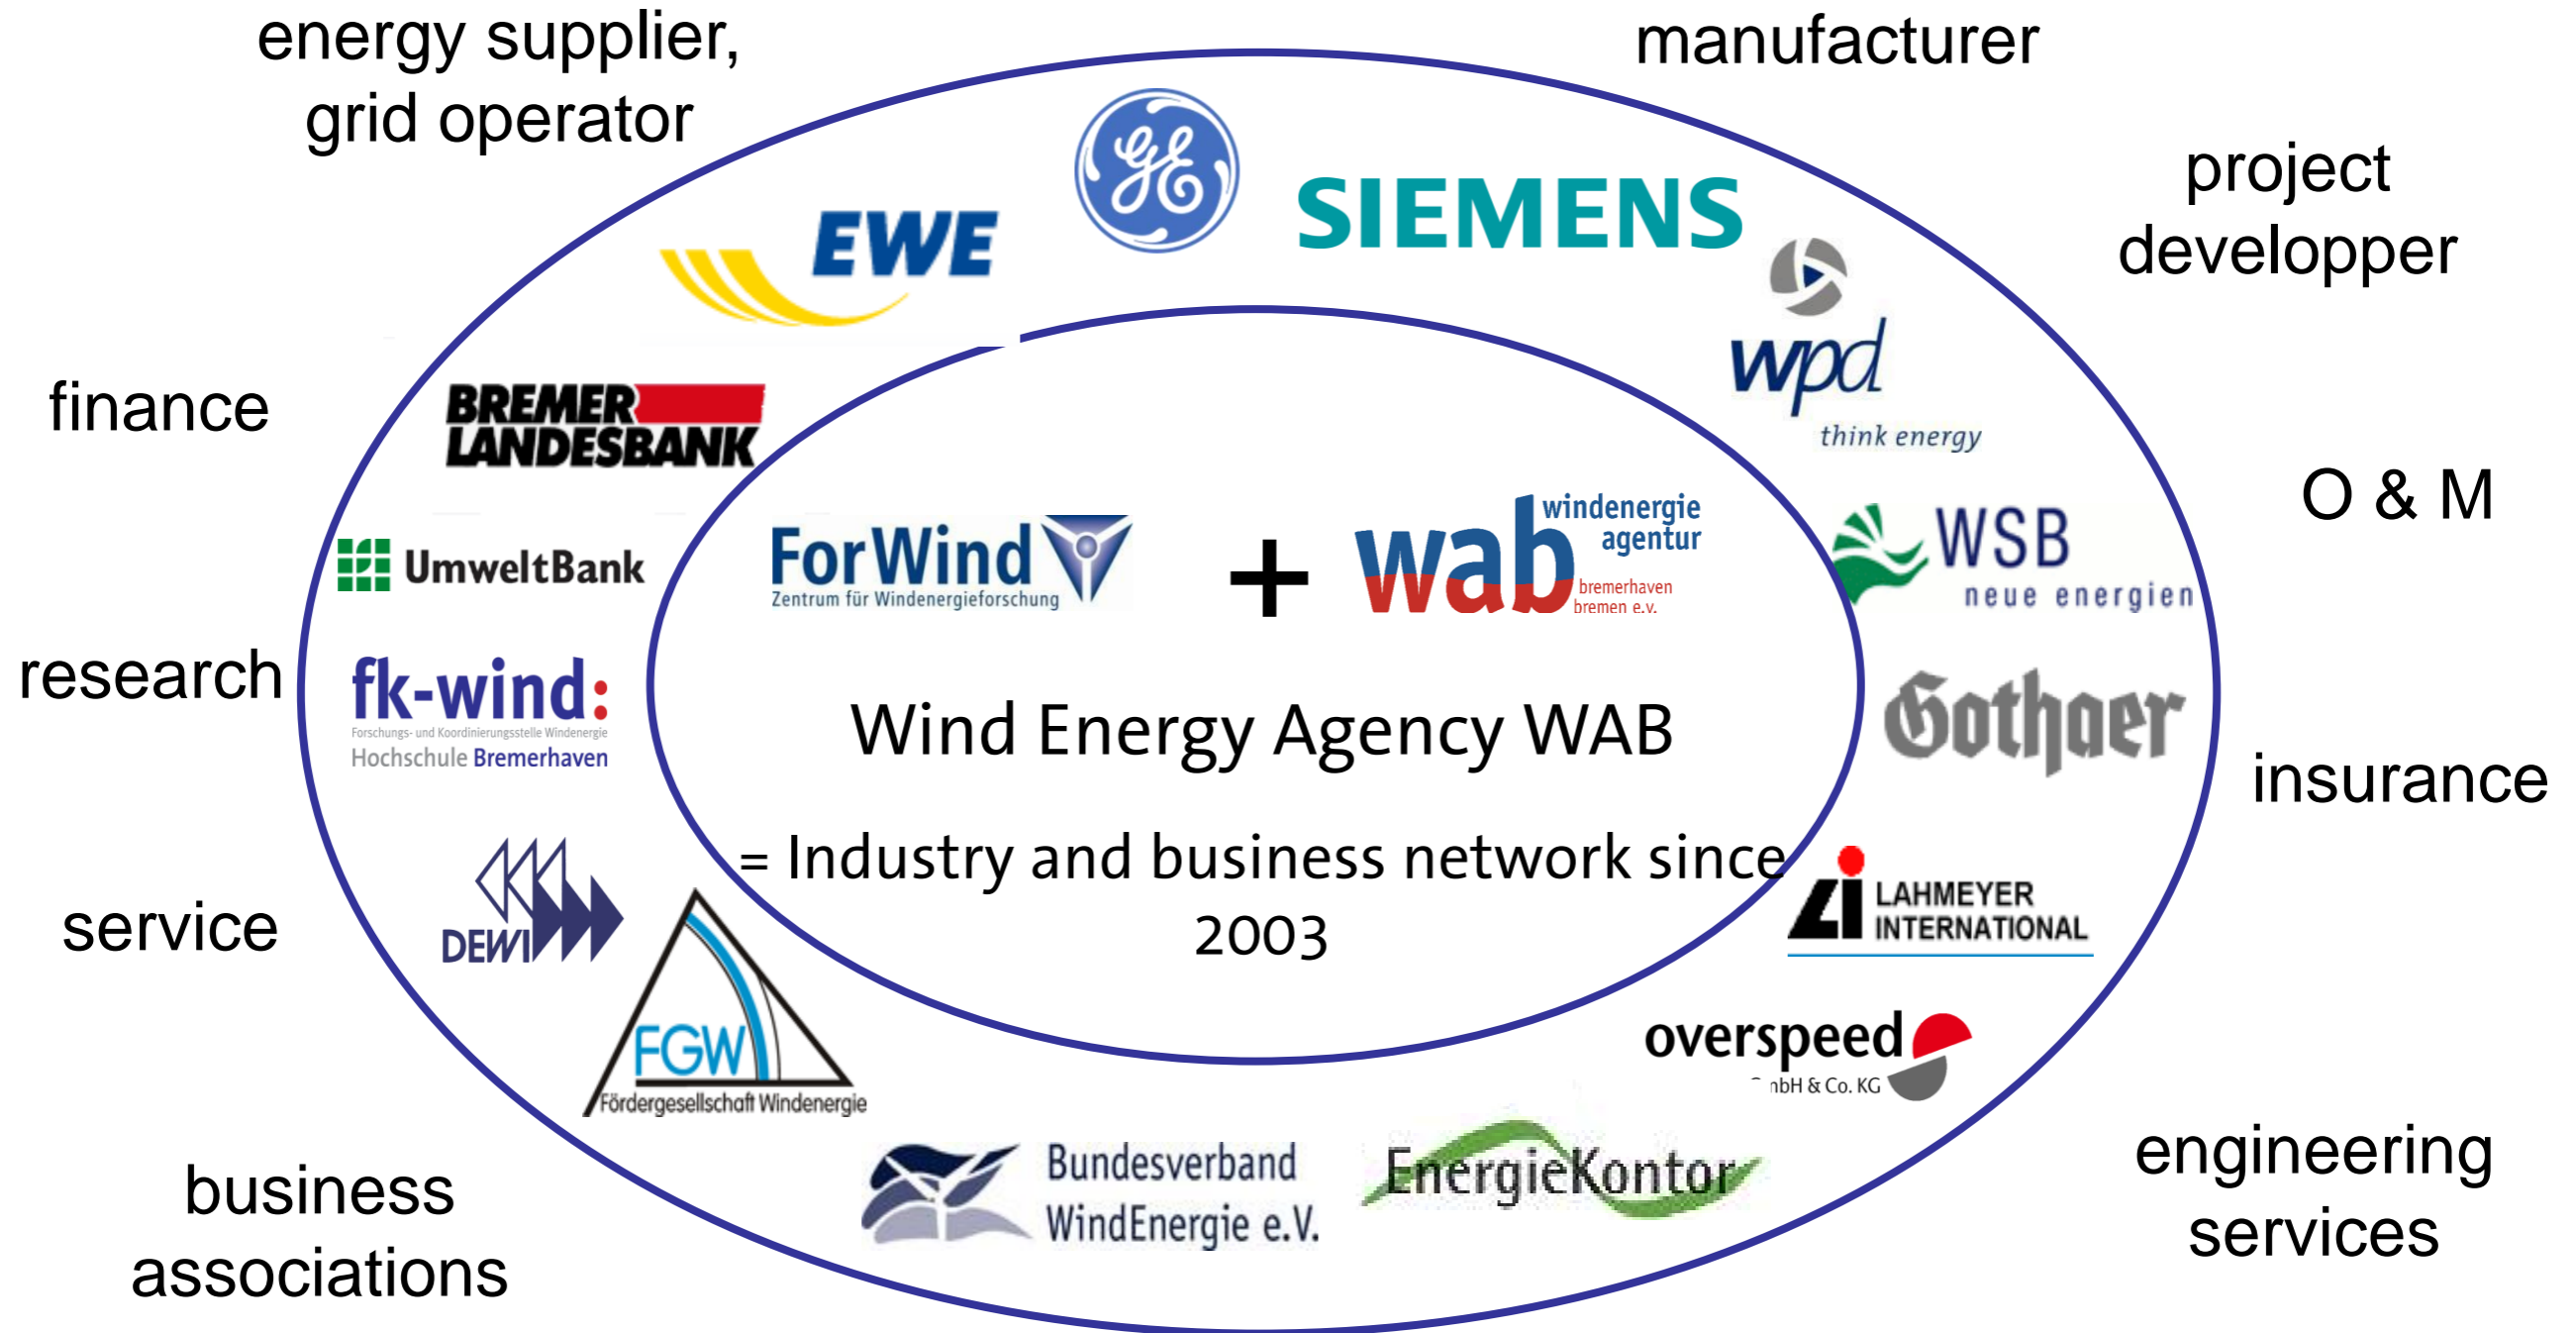 energy supplier,
grid operator
manufacturer
project
developper
GE
SIEMENS
EWE
wpd
think energy
finance
BREMER
LANDESBANK
O & M
UmweltBank
ForWind
Zentrum für Windenergieforschung
+
wab
windenergie
agentur
bremerhaven
bremen e.v.
WSB
neue energien
research
fk-wind:
Forschungs- und Koordinierungsstelle Windenergie
Hochschule Bremerhaven
Wind Energy Agency WAB
Gothaer
insurance
= Industry and business network since
2003
service
DEWI
LAHMEYER
INTERNATIONAL
FGW
Fördergesellschaft Windenergie
overspeed
& Co. KG
Bundesverband
WindEnergie e.V.
EnergieKontor
business
associations
engineering
services